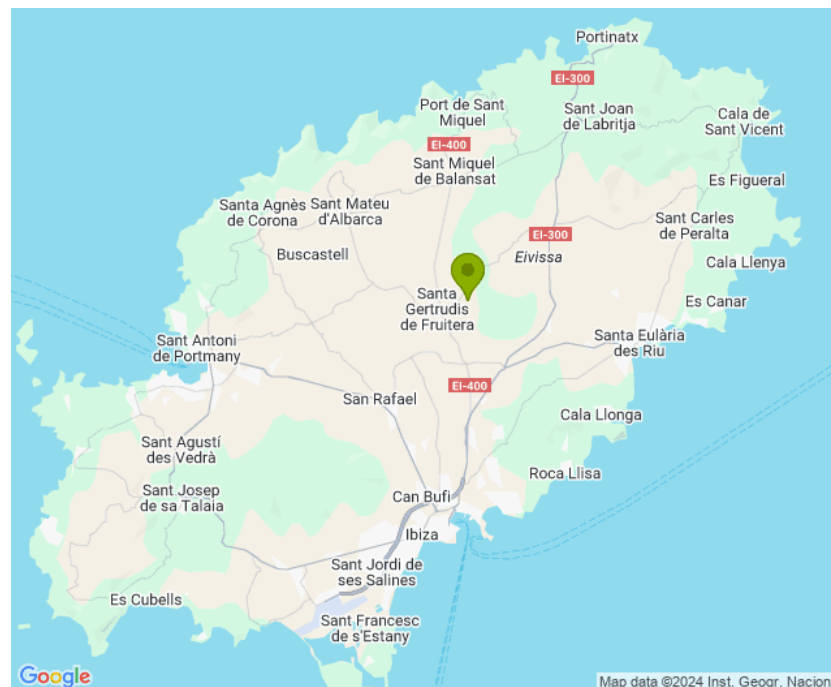 Portinatx
EI-300
Port de Sant
Miquel
Sant Joan
de Labritja
Cala de
Sant Vicent
EI-400
Sant Miquel
de Balansat
Es Figueral
Santa Agnès
de Corona
Sant Mateu
d'Albarca
Sant Carles
de Peralta
EI-300
Buscastell
Eivissa
Cala Llenya
Santa
Gertrudis
de Fruitera
Es Canar
Sant Antoni
de Portmany
Santa Eulària
des Riu
EI-400
San Rafael
Cala Llonga
Sant Agustí
des Vedrà
Roca Llisa
Sant Josep
de sa Talaia
Can Bufi
Ibiza
Sant Jordi de
ses Salines
Es Cubells
Sant Francesc
de s'Estany
Google
Map data ©2024 Inst. Geogr. Nacion